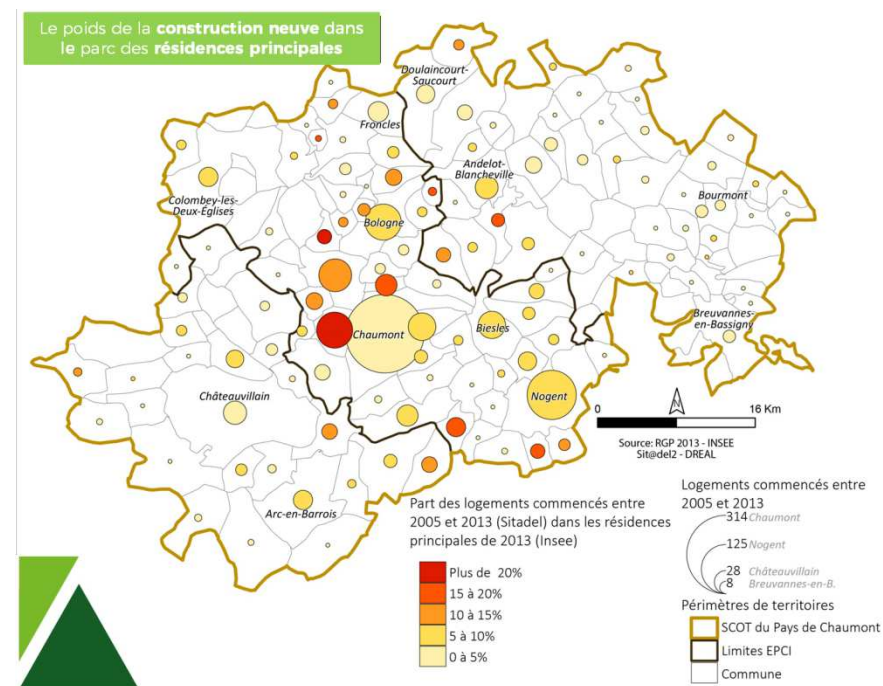 Le poids de la construction neuve dans
le parc des résidences principales
Doulaincourt-
Saucourt
Froncles
Andelot-
Blancheville
Bourmont
Colombey-les-
Deux-Églises
Bologne
Chaumont
Biesles
Breuvannes-
en-Bassigny
Châteauvillain
Nogent
Arc-en-Barrois
N
0 16 Km
Source: RGP 2013 - INSEE
Sit@del2 - DREAL
Part des logements commencés entre
2005 et 2013 (Sitadel) dans les résidences
principales de 2013 (Insee)
Plus de 20%
15 à 20%
10 à 15%
5 à 10%
0 à 5%
Logements commencés entre
2005 et 2013
314 Chaumont
125 Nogent
28 Châteauvillain
8 Breuvannes-en-B.
Périmètres de territoires
SCOT du Pays de Chaumont
Limites EPCI
Commune